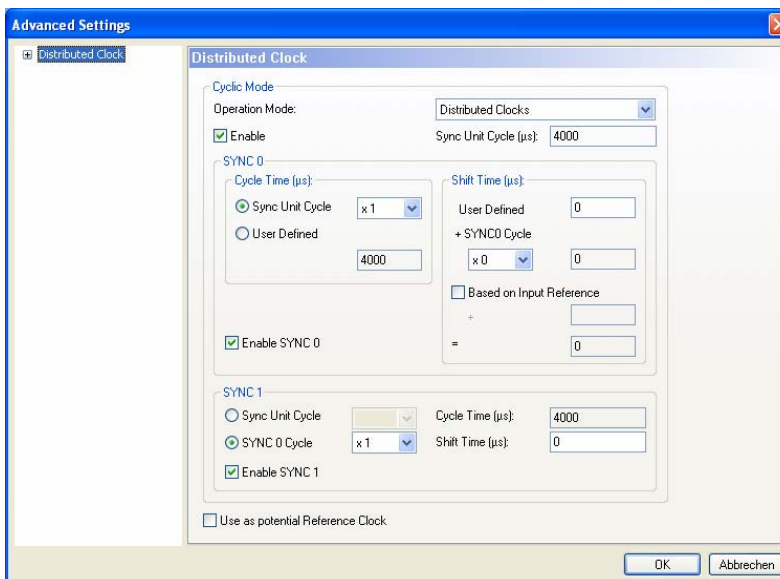 Advanced Settings
Distributed Clock
Distributed Clock
Cyclic Mode
Operation Mode: Distributed Clocks
Enable Sync Unit Cycle (µs): 4000
SYNC 0
Cycle Time (µs):
Sync Unit Cycle x 1
User Defined
4000
Shift Time (µs):
User Defined 0
+ SYNC0 Cycle
x 0 0
Based on Input Reference
+
= 0
Enable SYNC 0
SYNC 1
Sync Unit Cycle Cycle Time (µs): 4000
SYNC 0 Cycle x 1 Shift Time (µs): 0
Enable SYNC 1
Use as potential Reference Clock
OK Abbrechen